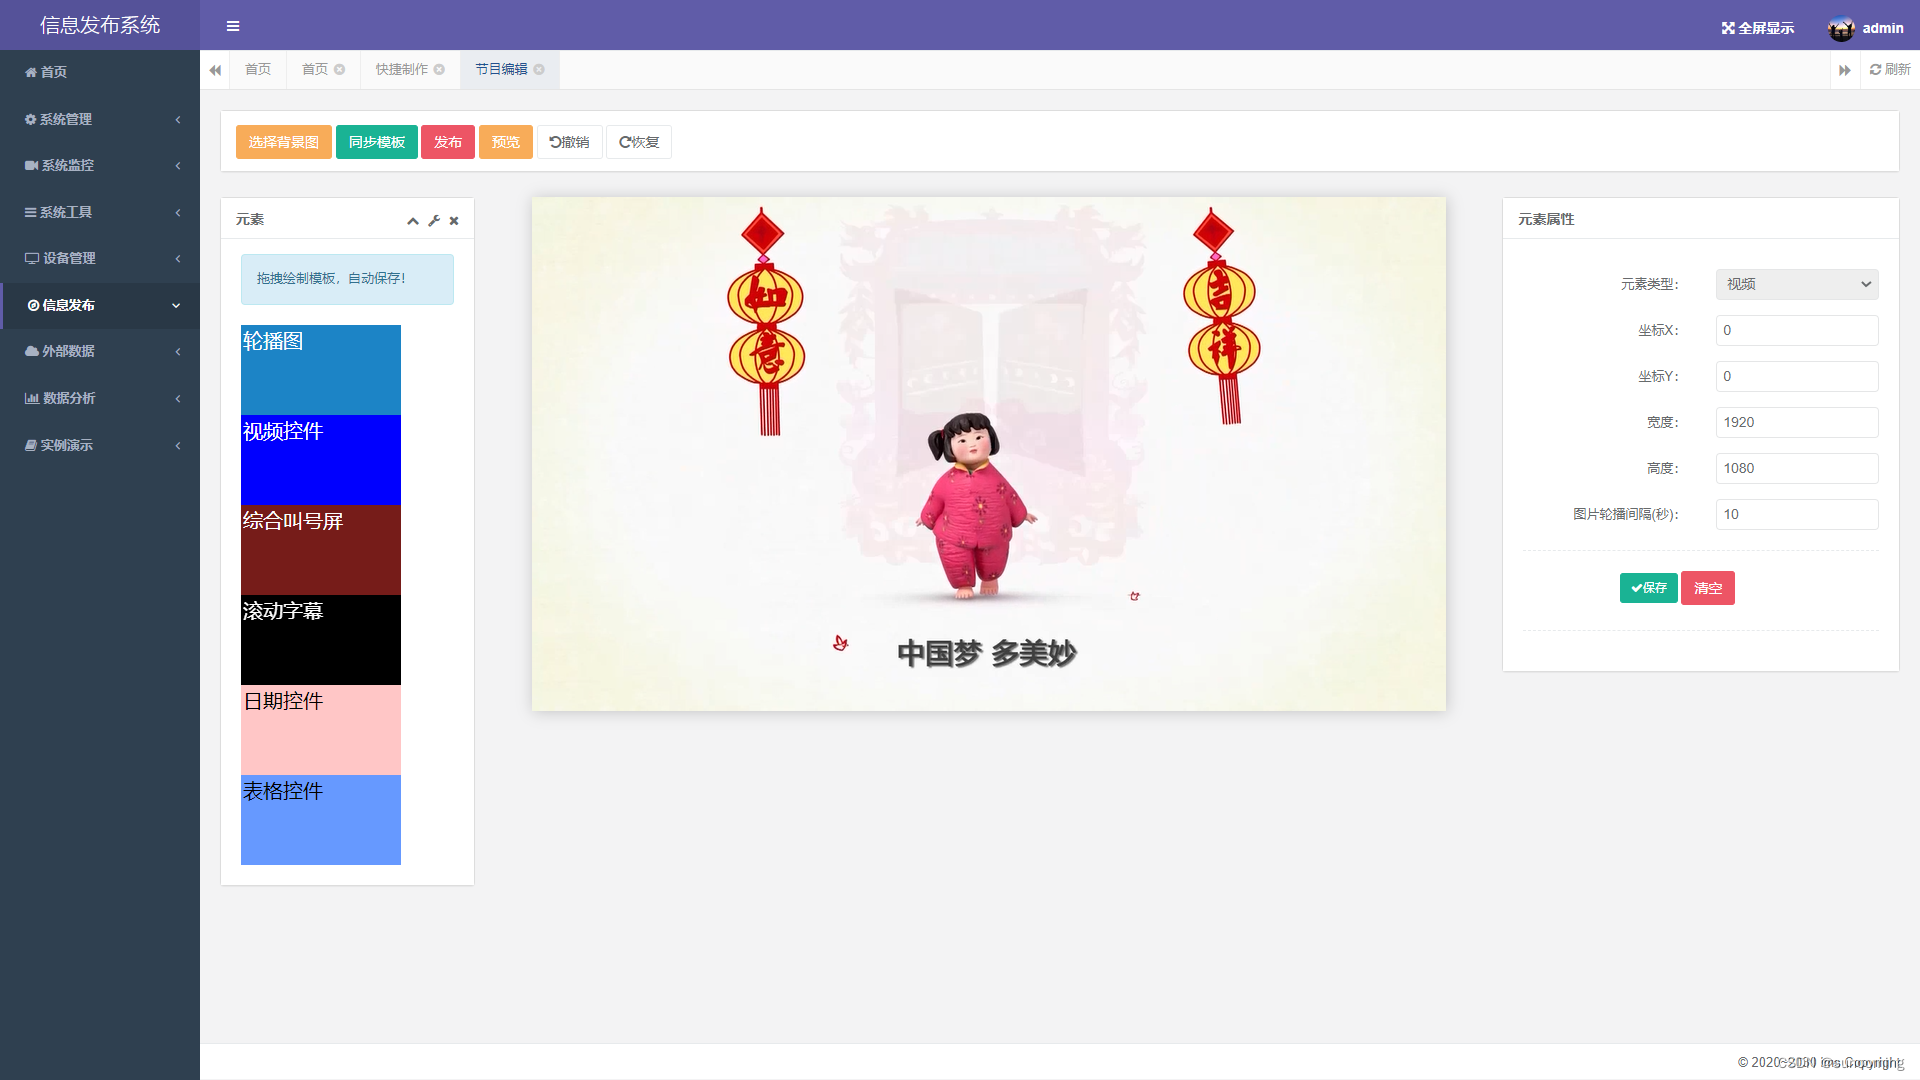 信息发布系统
全屏显示
admin
首页
首页
快捷制作
节目编辑
刷新
首页
系统管理
系统监控
系统工具
设备管理
信息发布
外部数据
数据分析
实例演示
选择背景图
同步模板
发布
预览
撤销
恢复
元素
拖拽绘制模板，自动保存!
轮播图
视频控件
综合叫号屏
滚动字幕
日期控件
表格控件
如意
吉祥
中国梦 多美妙
元素属性
元素类型：
视频
坐标X：
0
坐标Y：
0
宽度：
1920
高度：
1080
图片轮播间隔(秒)：
10
保存
清空
© 2020-2030 ios Copyright